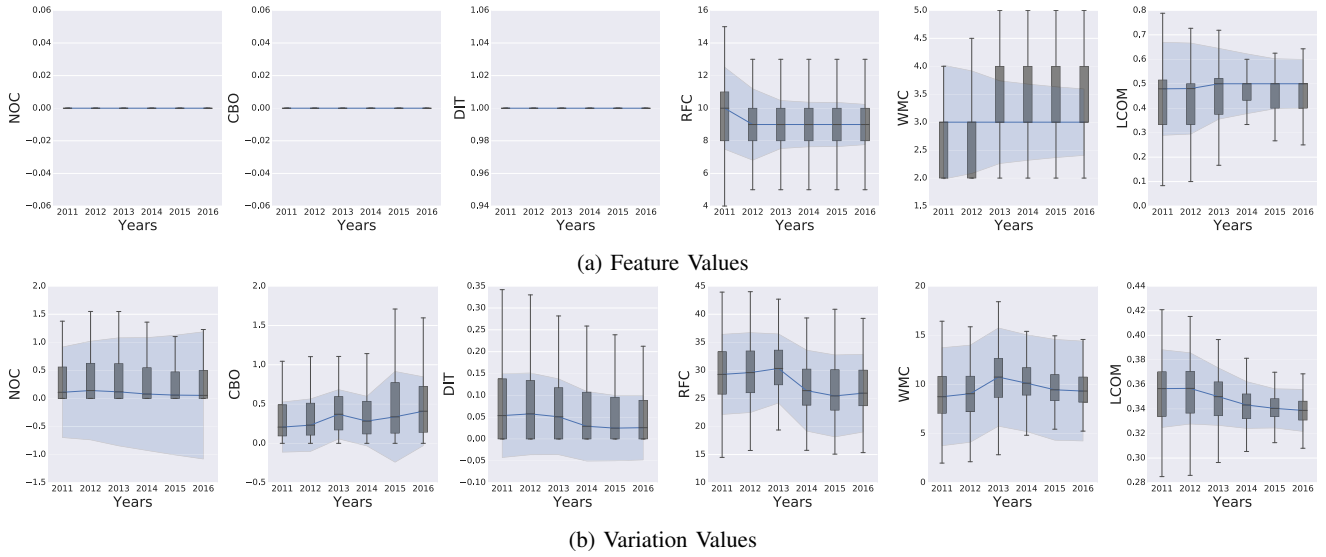 0.06
0.04
0.02
0.00
−0.02
−0.04
−0.06
NOC
2011 2012 2013 2014 2015 2016
Years
0.06
0.04
0.02
0.00
−0.02
−0.04
−0.06
CBO
2011 2012 2013 2014 2015 2016
Years
1.06
1.04
1.02
1.00
0.98
0.96
0.94
DIT
2011 2012 2013 2014 2015 2016
Years
16
14
12
10
8
6
4
RFC
2011 2012 2013 2014 2015 2016
Years
5.0
4.5
4.0
3.5
3.0
2.5
2.0
1.5
WMC
2011 2012 2013 2014 2015 2016
Years
0.8
0.7
0.6
0.5
0.4
0.3
0.2
0.1
0.0
LCOM
2011 2012 2013 2014 2015 2016
Years
(a) Feature Values
2.0
1.5
1.0
0.5
0.0
−0.5
−1.0
−1.5
NOC
2011 2012 2013 2014 2015 2016
Years
2.0
1.5
1.0
0.5
0.0
−0.5
CBO
2011 2012 2013 2014 2015 2016
Years
0.35
0.30
0.25
0.20
0.15
0.10
0.05
0.00
−0.05
−0.10
DIT
2011 2012 2013 2014 2015 2016
Years
45
40
35
30
25
20
15
10
RFC
2011 2012 2013 2014 2015 2016
Years
20
15
10
5
0
WMC
2011 2012 2013 2014 2015 2016
Years
0.44
0.42
0.40
0.38
0.36
0.34
0.32
0.30
0.28
LCOM
2011 2012 2013 2014 2015 2016
Years
(b) Variation Values